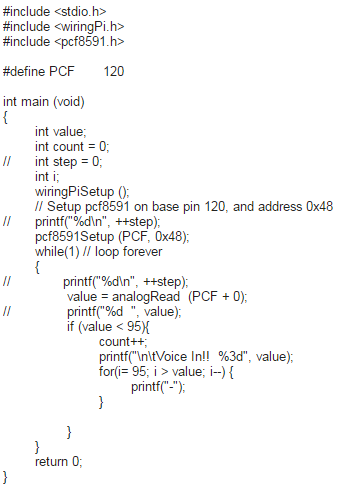 #include <stdio.h>
#include <wiringPi.h>
#include <pcf8591.h>

#define PCF        120

int main (void)
{
        int value;
        int count = 0;
//      int step = 0;
        int i;
        wiringPiSetup ();
        // Setup pcf8591 on base pin 120, and address 0x48
//      printf("%d\n", ++step);
        pcf8591Setup (PCF, 0x48);
        while(1) // loop forever
        {
//              printf("%d\n", ++step);
                value = analogRead  (PCF + 0);
//              printf("%d  ", value);
                if (value < 95){
                        count++;
                        printf("\n\tVoice In!!  %3d", value);
                        for(i= 95; i > value; i--) {
                                printf("-");
                        }

                }
        }
        return 0;
}